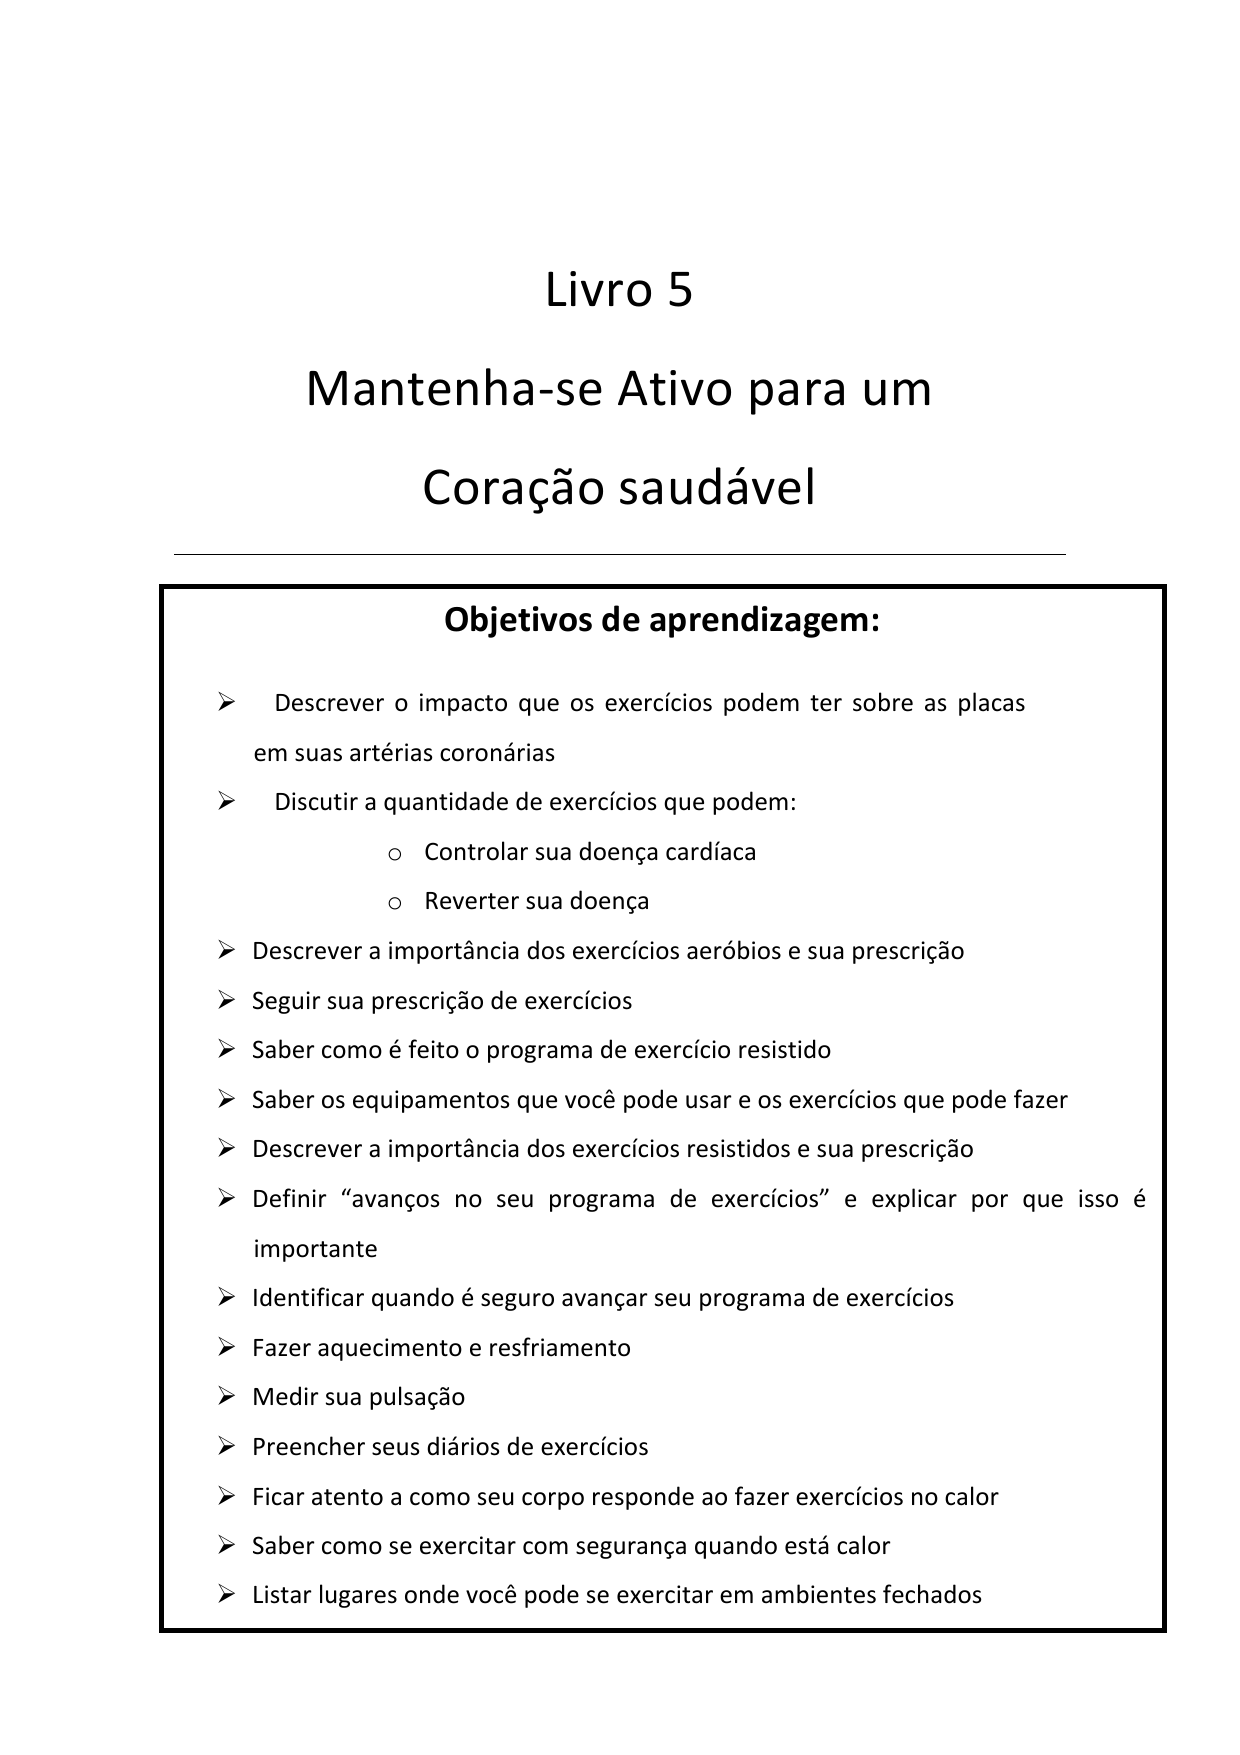 Livro 5
Mantenha-se Ativo para um
Coração saudável
Objetivos de aprendizagem:
➢ Descrever o impacto que os exercícios podem ter sobre as placas
em suas artérias coronárias
➢ Discutir a quantidade de exercícios que podem:
o Controlar sua doença cardíaca
o Reverter sua doença
➢ Descrever a importância dos exercícios aeróbios e sua prescrição
➢ Seguir sua prescrição de exercícios
➢ Saber como é feito o programa de exercício resistido
➢ Saber os equipamentos que você pode usar e os exercícios que pode fazer
➢ Descrever a importância dos exercícios resistidos e sua prescrição
➢ Definir “avanços no seu programa de exercícios” e explicar por que isso é
importante
➢ Identificar quando é seguro avançar seu programa de exercícios
➢ Fazer aquecimento e resfriamento
➢ Medir sua pulsação
➢ Preencher seus diários de exercícios
➢ Ficar atento a como seu corpo responde ao fazer exercícios no calor
➢ Saber como se exercitar com segurança quando está calor
➢ Listar lugares onde você pode se exercitar em ambientes fechados